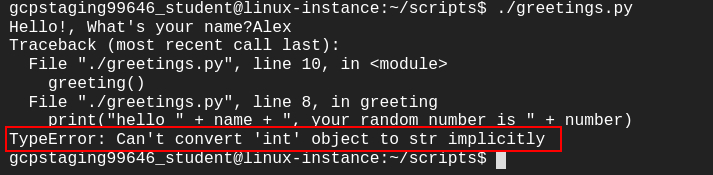 gcpstaging99646_student@linux-instance:~/scripts$ ./greetings.py
Hello!, What's your name?Alex
Traceback (most recent call last):
  File "./greetings.py", line 10, in <module>
    greeting()
  File "./greetings.py", line 8, in greeting
    print("hello " + name + ", your random number is " + number)
TypeError: Can't convert 'int' object to str implicitly
gcpstaging99646_student@linux-instance:~/scripts$